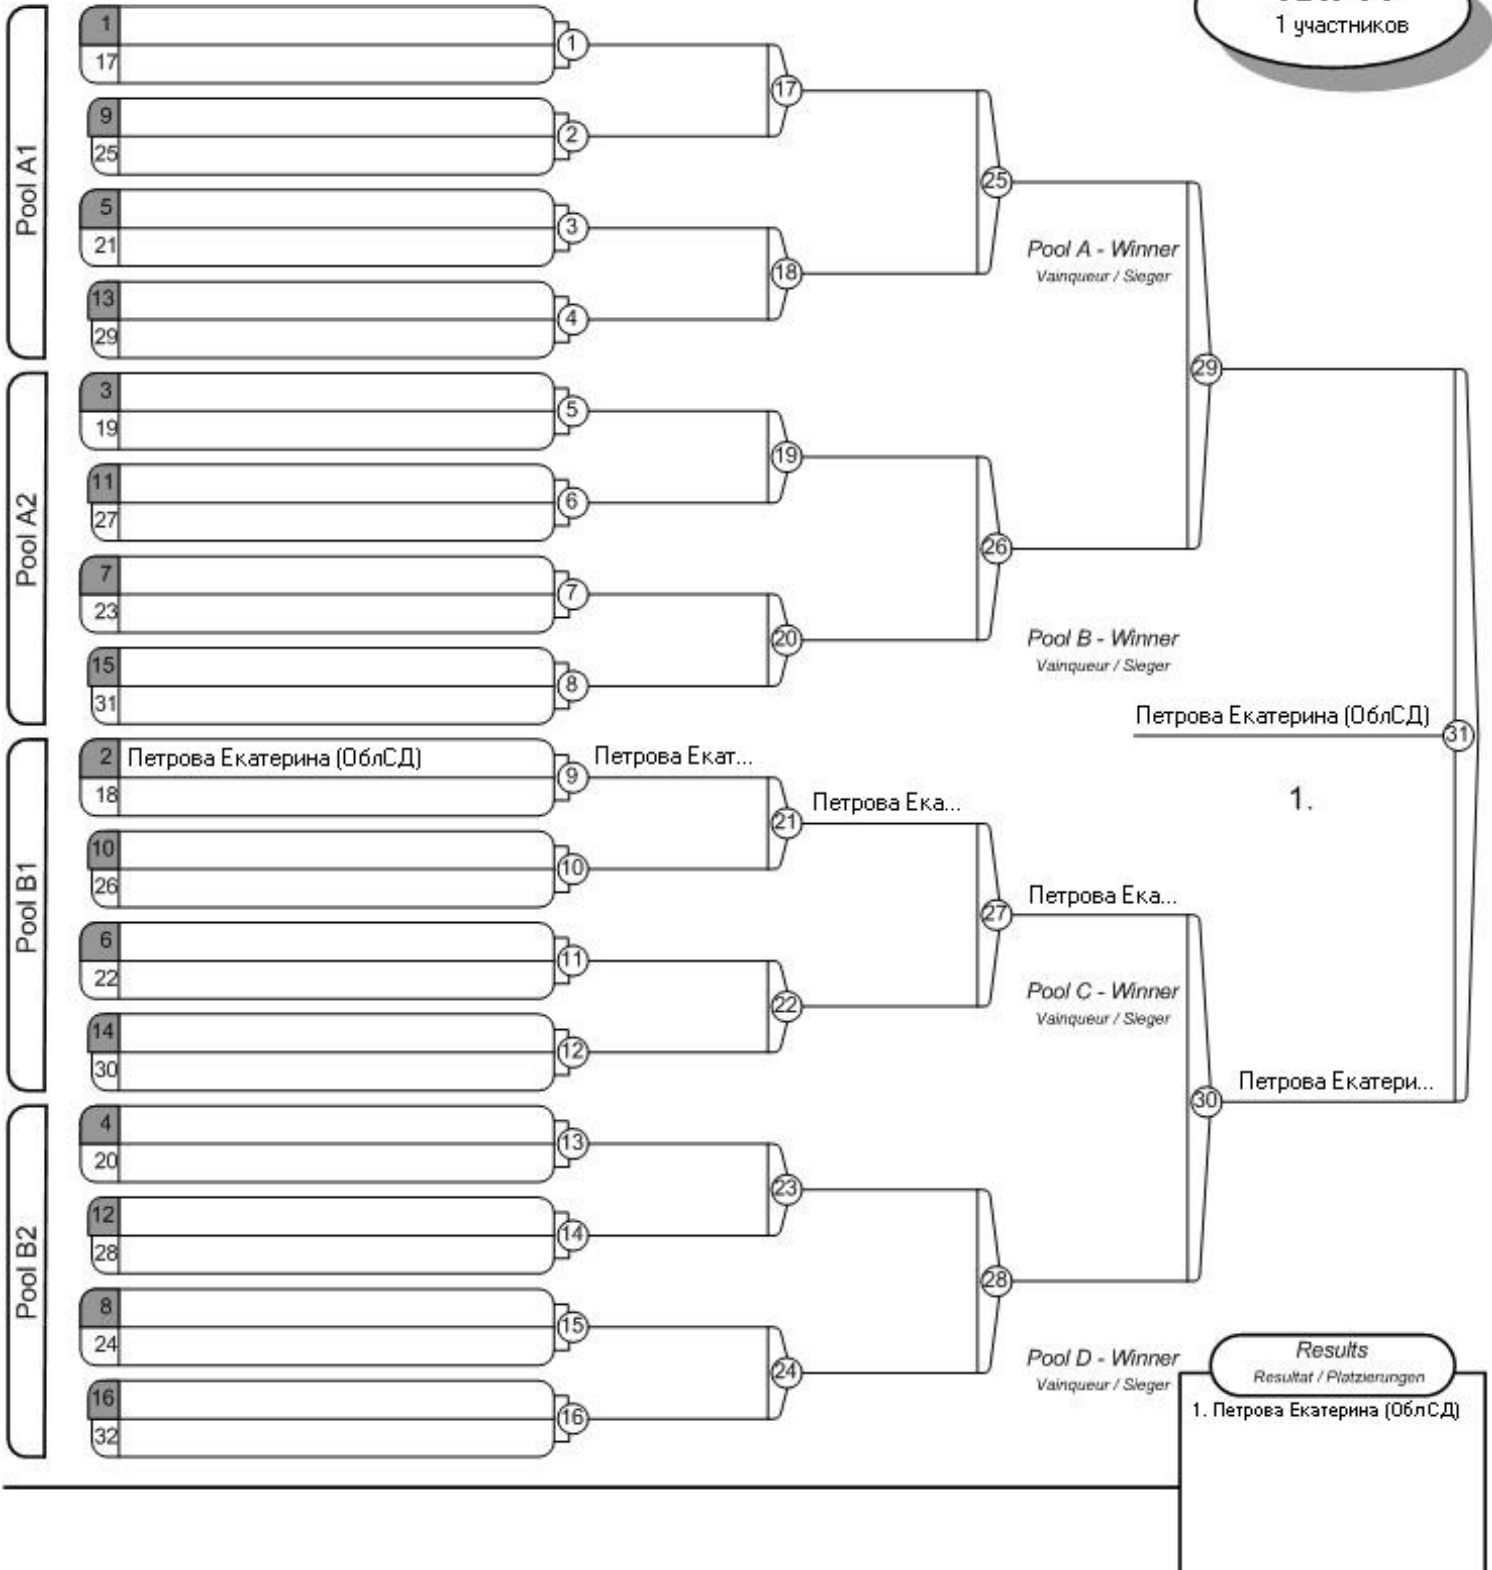 1 участников
Pool A1
1
17
1
9
25
2
17
5
21
3
13
29
4
18
25
Pool A - Winner
Vainqueur / Sieger
Pool A2
3
19
5
11
27
6
19
7
23
7
15
31
8
20
26
29
Pool B - Winner
Vainqueur / Sieger
Петрова Екатерина (ОблСД)
31
1.
Pool B1
2 Петрова Екатерина (ОблСД)
18
9
Петрова Екат...
10
26
10
21
Петрова Ека...
6
22
11
14
30
12
22
27
Петрова Ека...
Pool C - Winner
Vainqueur / Sieger
30
Петрова Екатери...
Pool B2
4
20
13
12
28
14
23
8
24
15
16
32
16
24
28
Pool D - Winner
Vainqueur / Sieger
Results
Resultat / Platzierungen
1. Петрова Екатерина (ОблСД)